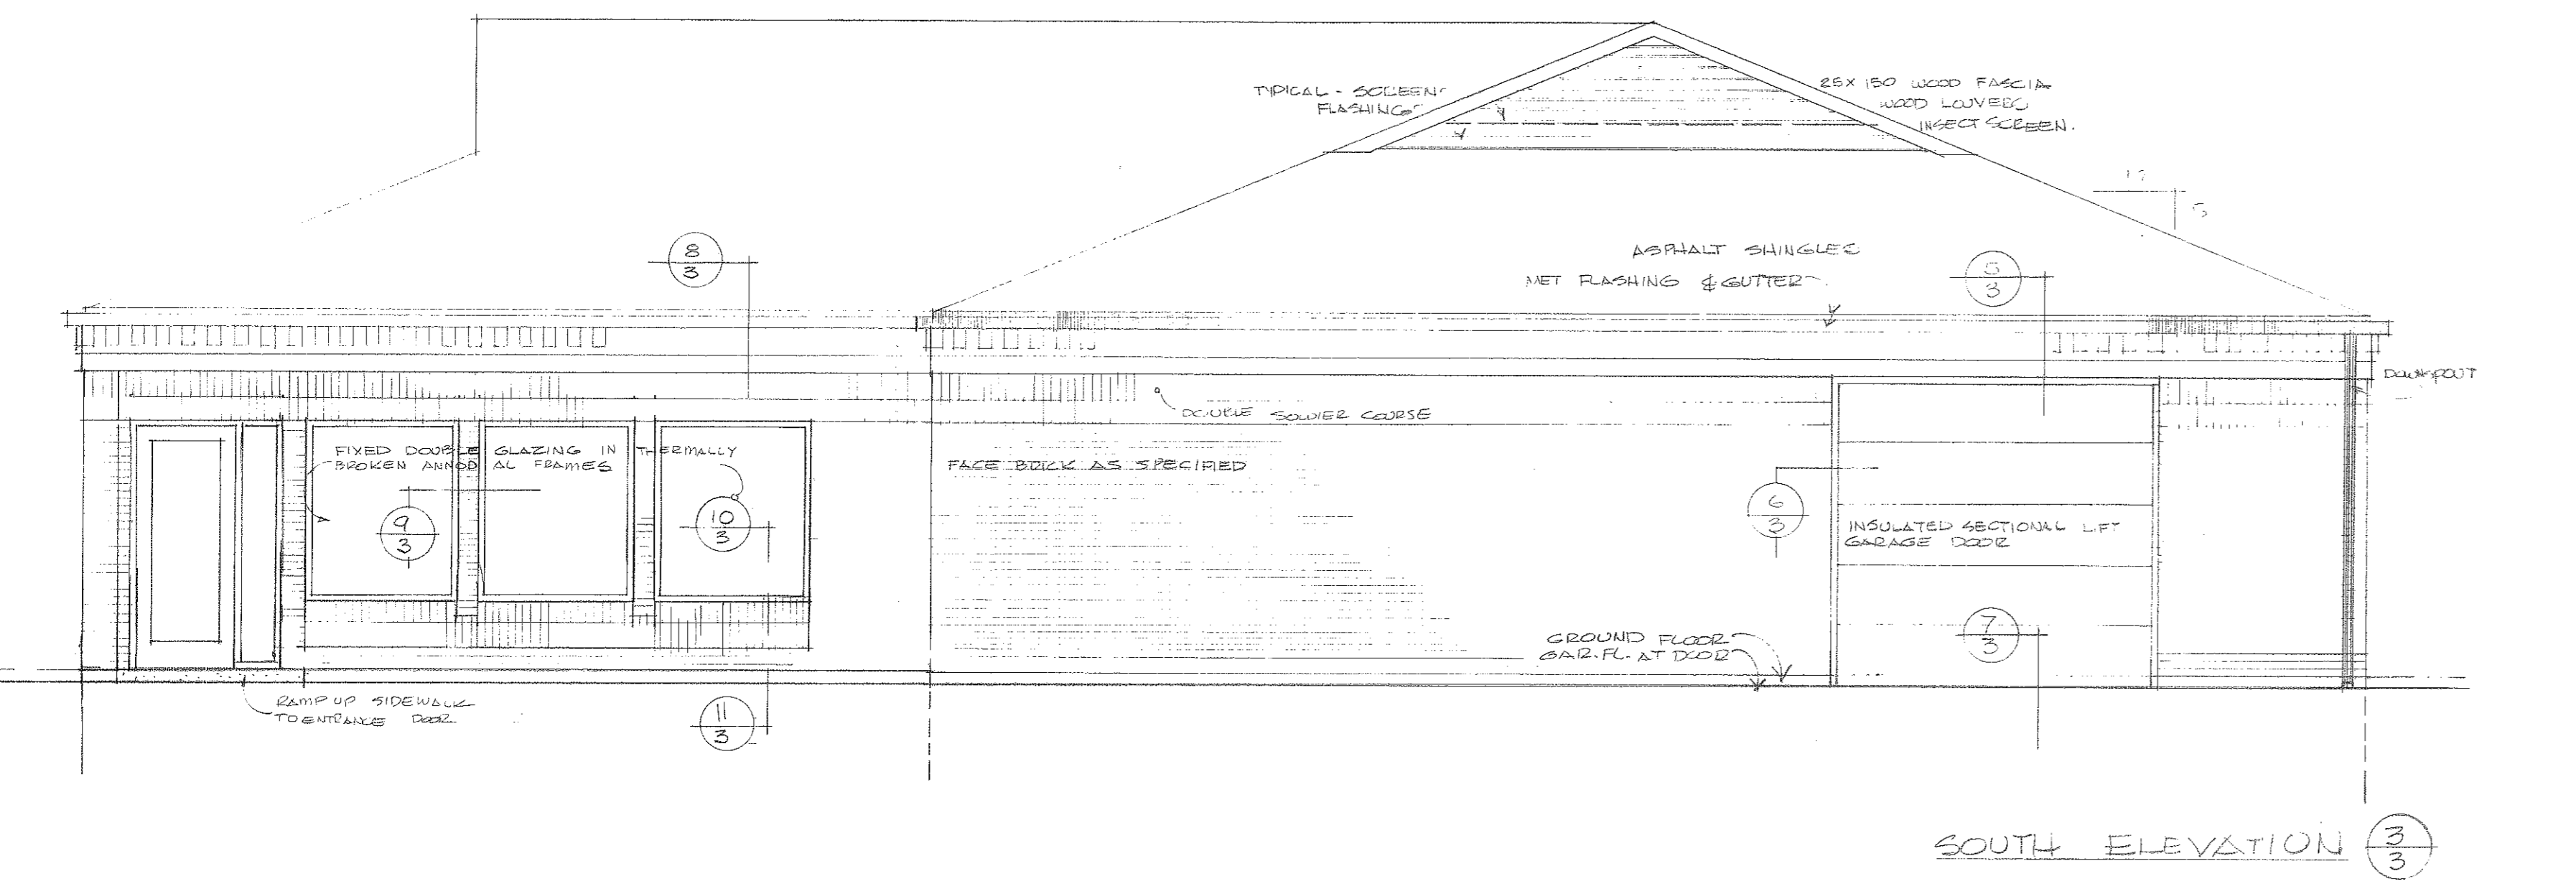 TYPICAL - SCREEN
FLASHING
25 X 150 WOOD FASCIA
WOOD LOUVERS
INSECT SCREEN.
12
5
8
3
ASPHALT SHINGLES
MET FLASHING & GUTTER
5
3
DOWNSPOUT
DOUBLE SOLDIER COURSE
FIXED DOUBLE GLAZING IN THERMALLY
BROKEN ANNOD AL FRAMES
FACE BRICK AS SPECIFIED
9
3
10
3
6
3
INSULATED SECTIONAL LIFT
GARAGE DOOR
7
3
GROUND FLOOR
GAR. FL. AT DOOR
RAMP UP SIDEWALK
TO ENTRANCE DOOR
11
3
SOUTH ELEVATION
3
3